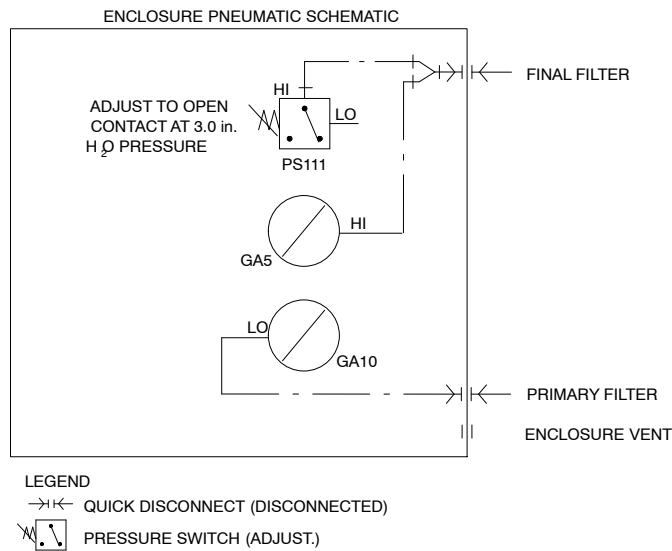 ENCLOSURE PNEUMATIC SCHEMATIC
FINAL FILTER
HI
ADJUST TO OPEN
CONTACT AT 3.0 in.
H2O PRESSURE
LO
PS111
HI
GA5
LO
GA10
PRIMARY FILTER
ENCLOSURE VENT
LEGEND
QUICK DISCONNECT (DISCONNECTED)
PRESSURE SWITCH (ADJUST.)